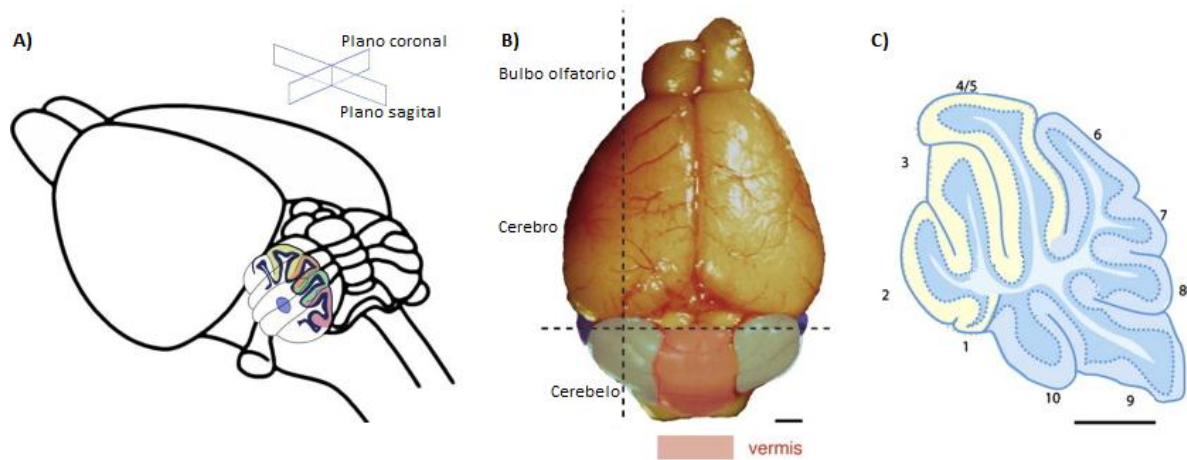 A)
Plano coronal
Plano sagital
B)
Bulbo olfatorio
Cerebro
Cerebelo
vermis
C)
4/5
6
3
7
2
8
1
10
9